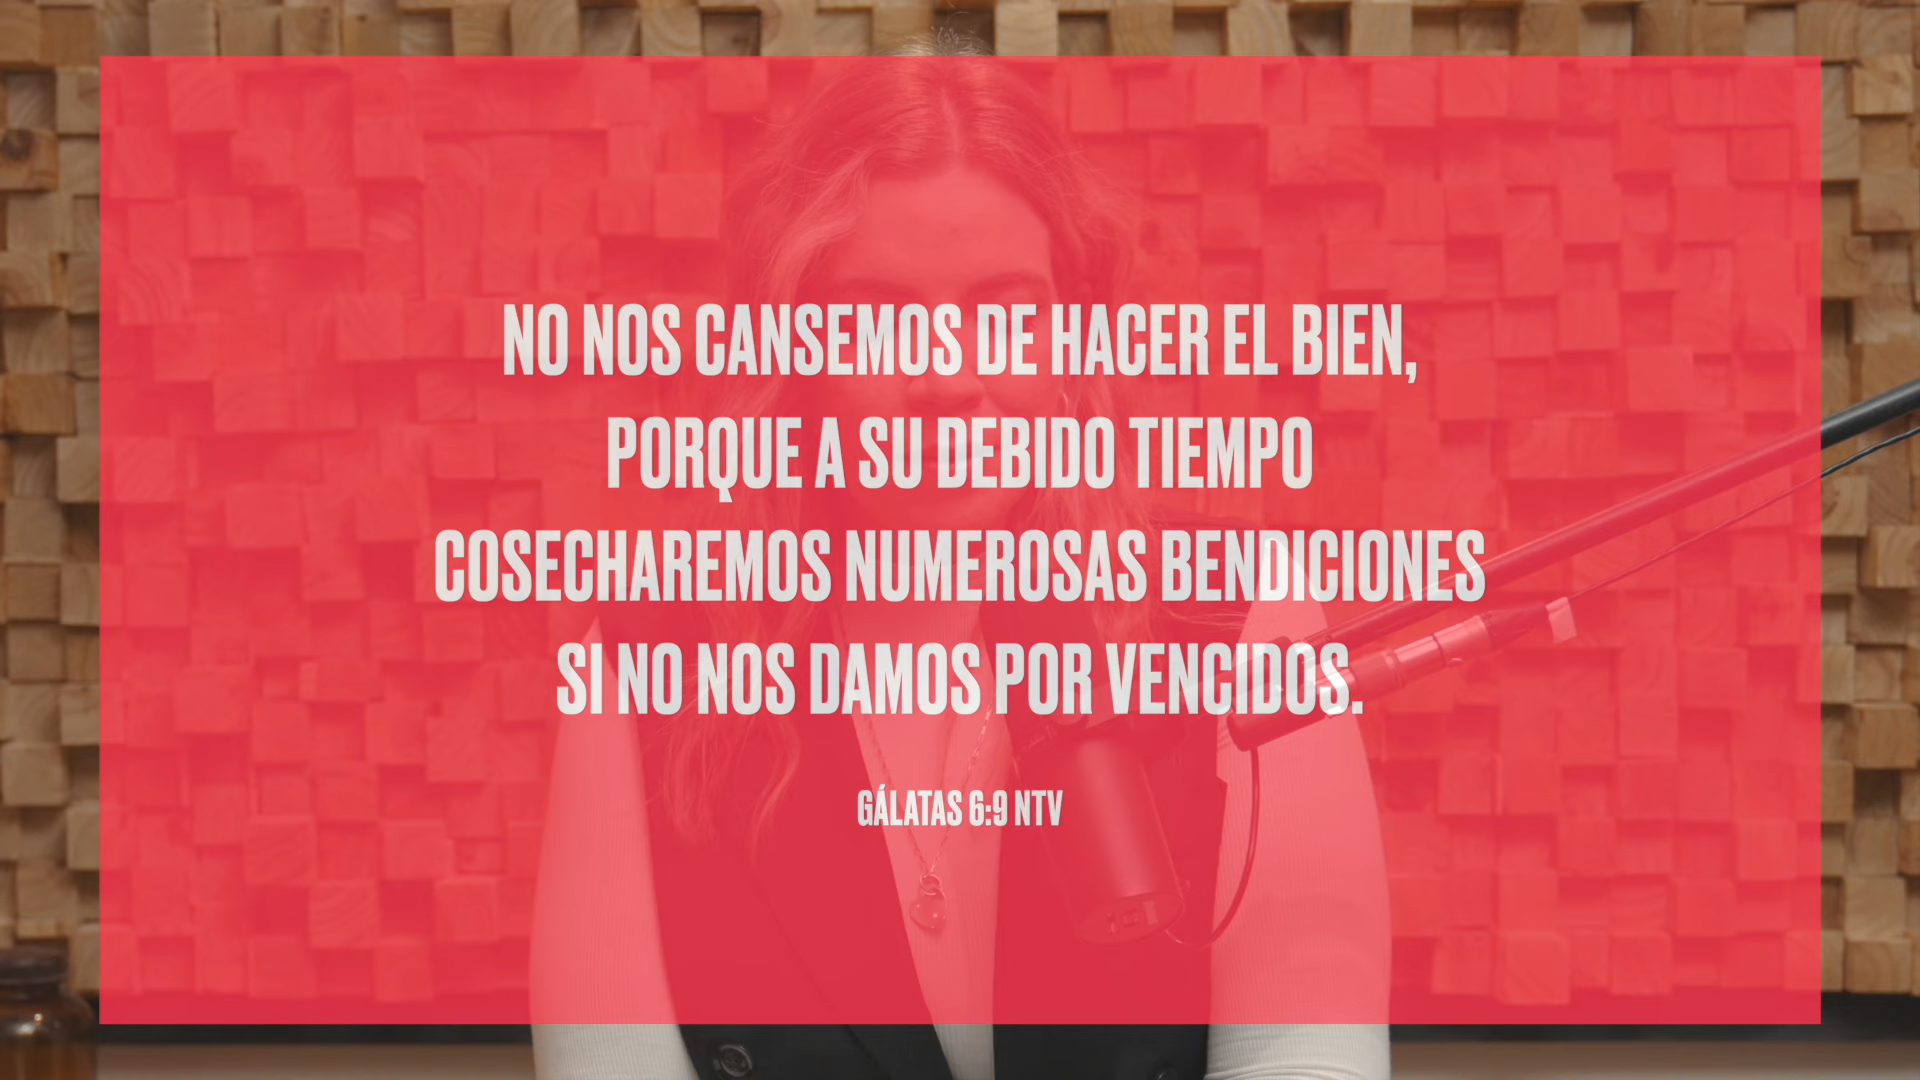 NO NOS CANSEMOS DE HACER EL BIEN,
PORQUE A SU DEBIDO TIEMPO
COSECHAREMOS NUMEROSAS BENDICIONES
SI NO NOS DAMOS POR VENCIDOS.
GÁLATAS 6:9 NTV